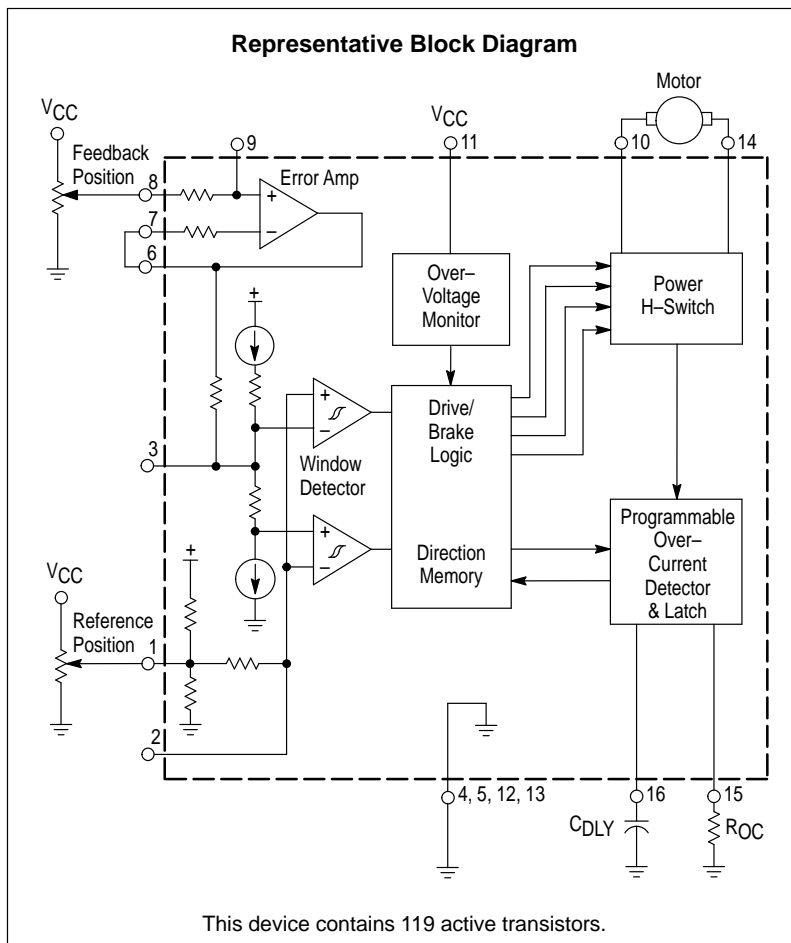 Representative Block Diagram
Motor
VCC
VCC
9
11
10
14
Feedback
Position
8
Error Amp
+
7
–
6
Over–
Voltage
Monitor
Power
H–Switch
+
+
–
Drive/
Brake
Logic
3
Window
Detector
+
–
Direction
Memory
Programmable
Over–
Current
Detector
& Latch
+
VCC
Reference
Position
1
2
4, 5, 12, 13
16
15
CDLY
ROC
This device contains 119 active transistors.